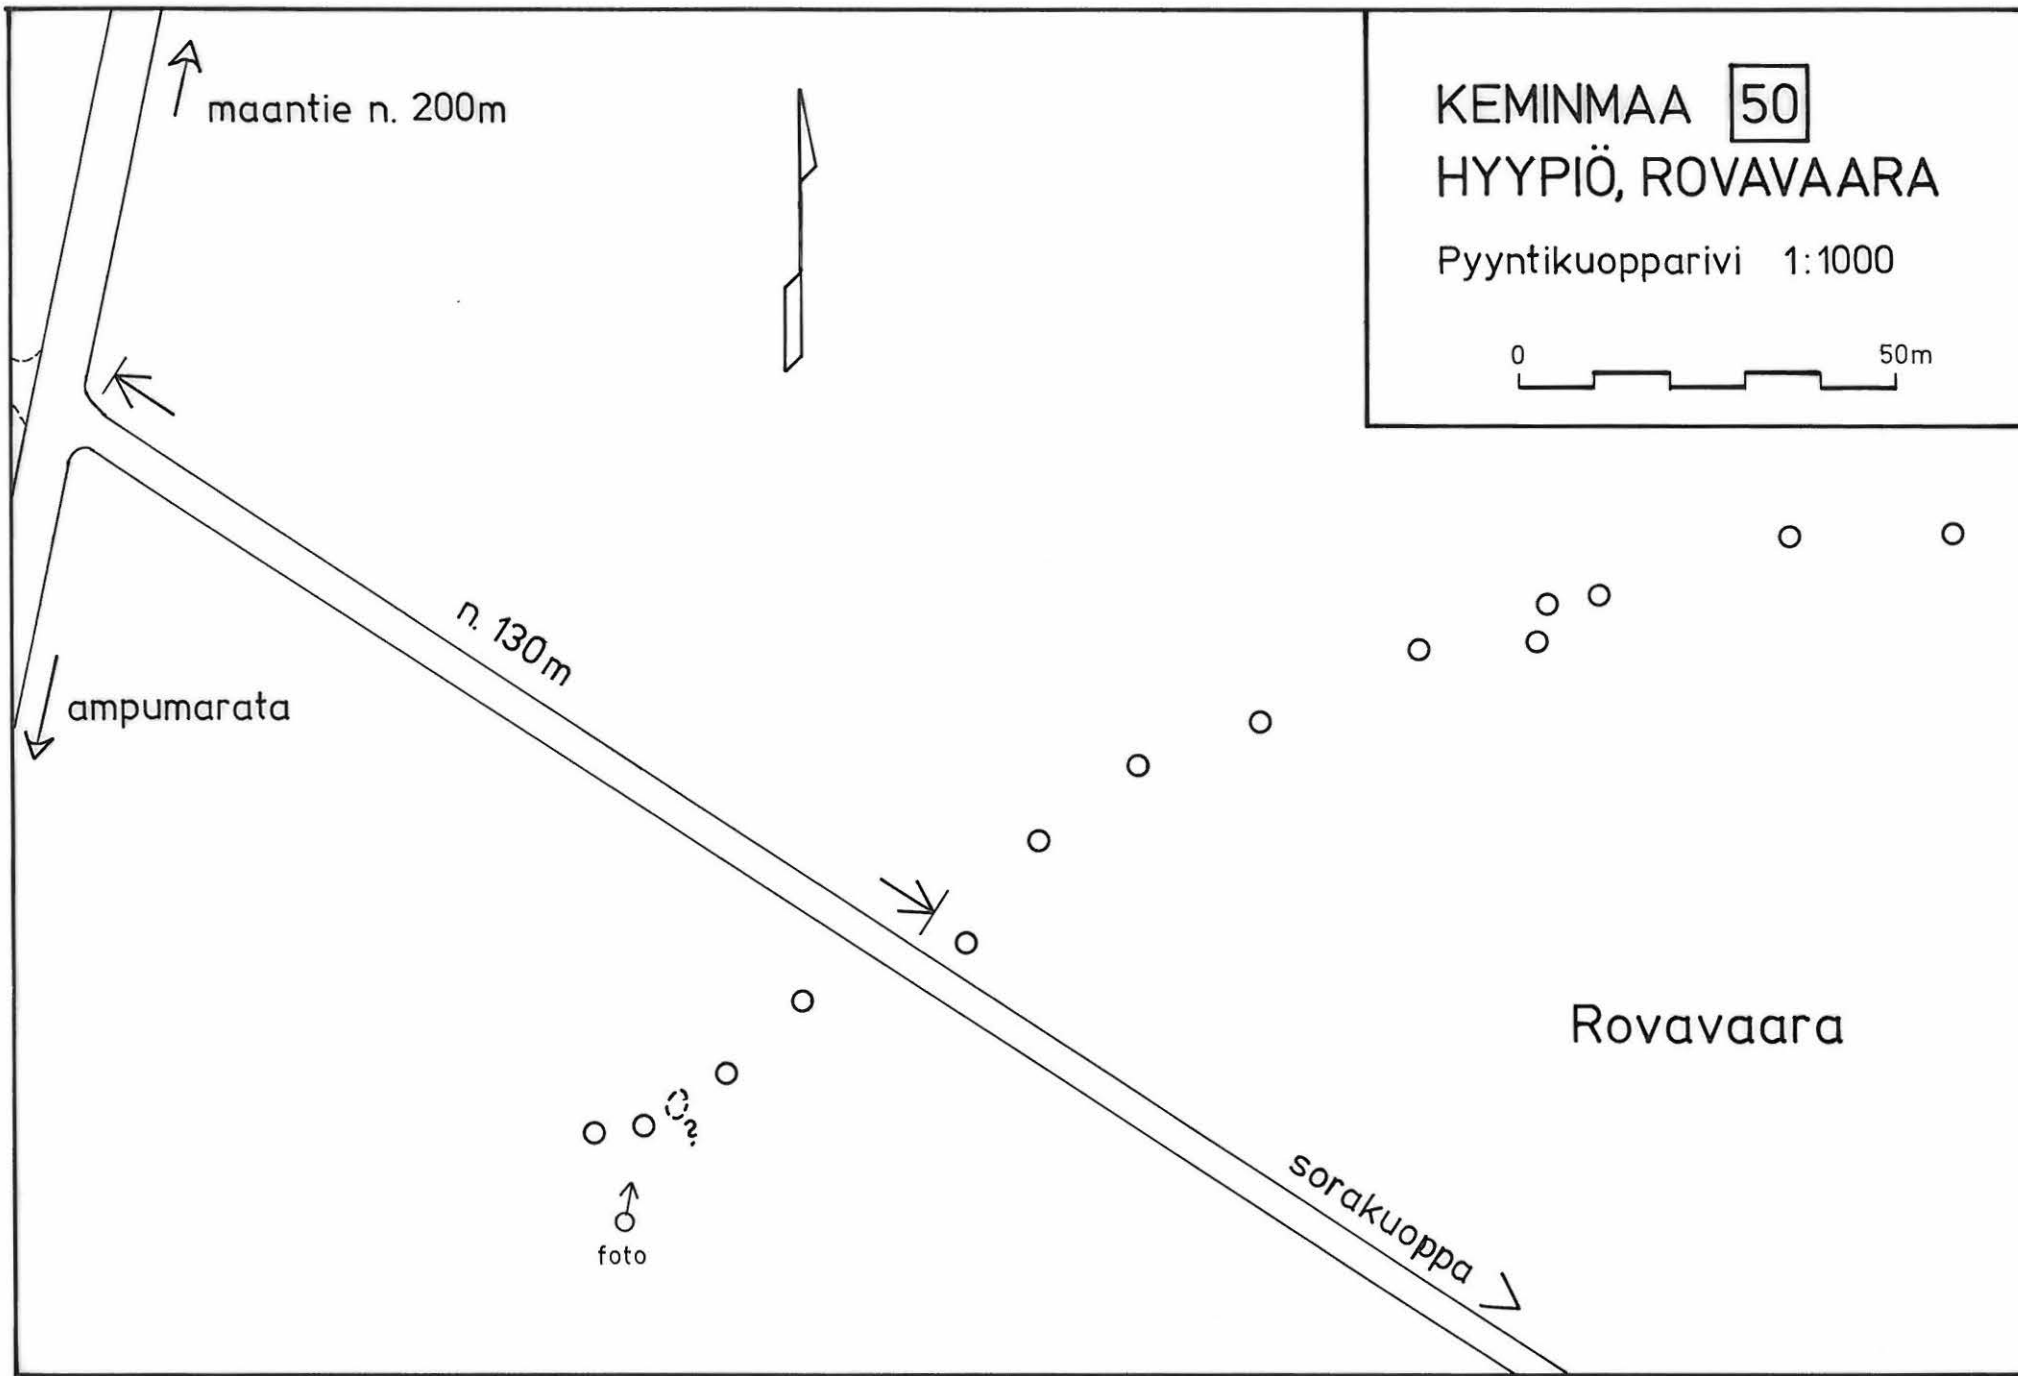 maantie n. 200m
KEMINMAA 50
HYYPIÖ, ROVAVAARA
Pyyntikuopparivi 1:1000
0 50m
n. 130m
ampumarata
Rovavaara
?
sorakuoppa
foto